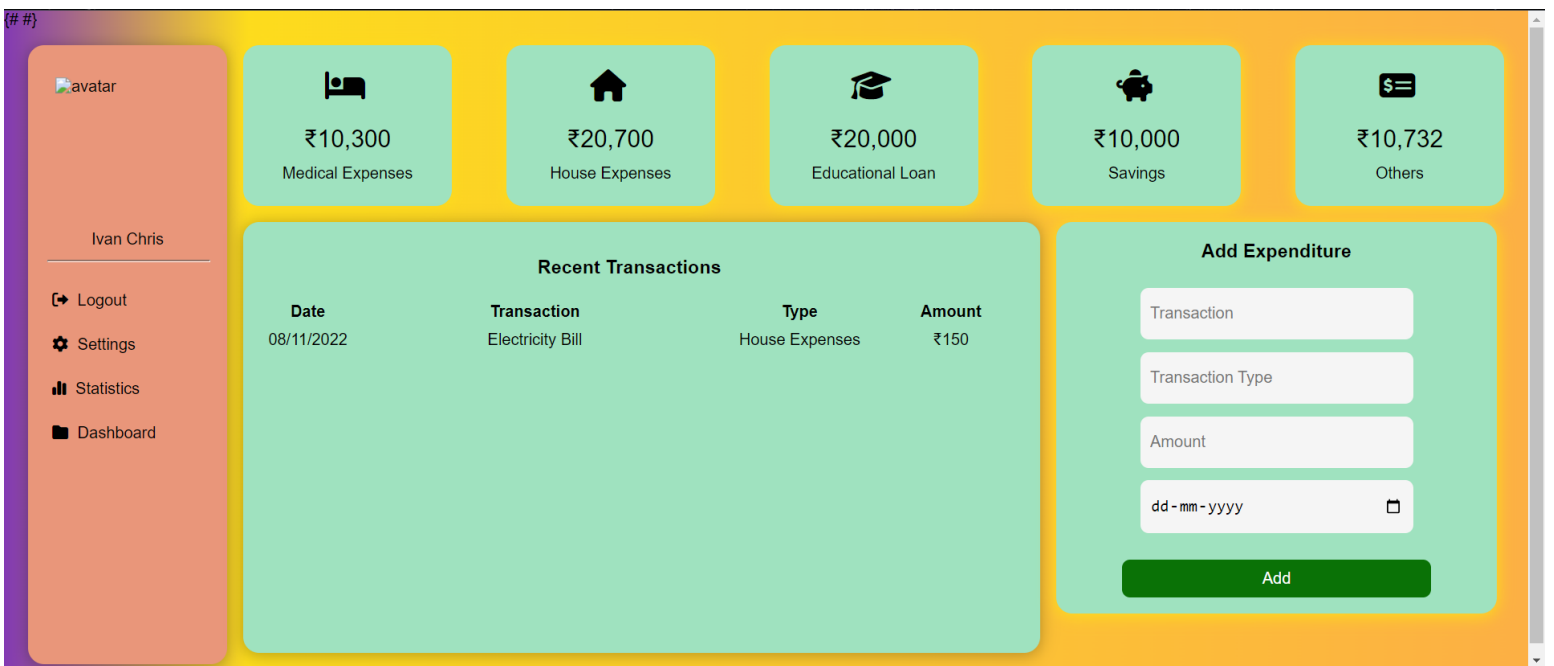 {# #}
avatar
Ivan Chris
Logout
Settings
Statistics
Dashboard
₹10,300
Medical Expenses
₹20,700
House Expenses
₹20,000
Educational Loan
₹10,000
Savings
₹10,732
Others
Recent Transactions
Date Transaction Type Amount
08/11/2022 Electricity Bill House Expenses ₹150
Add Expenditure
Transaction
Transaction Type
Amount
dd-mm-yyyy
Add